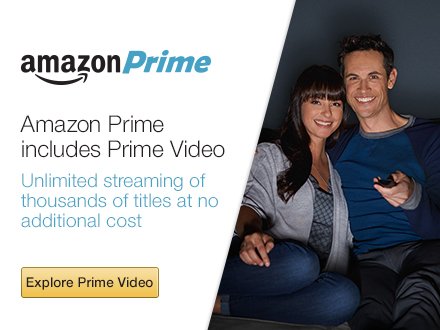 amazonPrime
Amazon Prime
includes Prime Video
Unlimited streaming of
thousands of titles at no
additional cost
Explore Prime Video